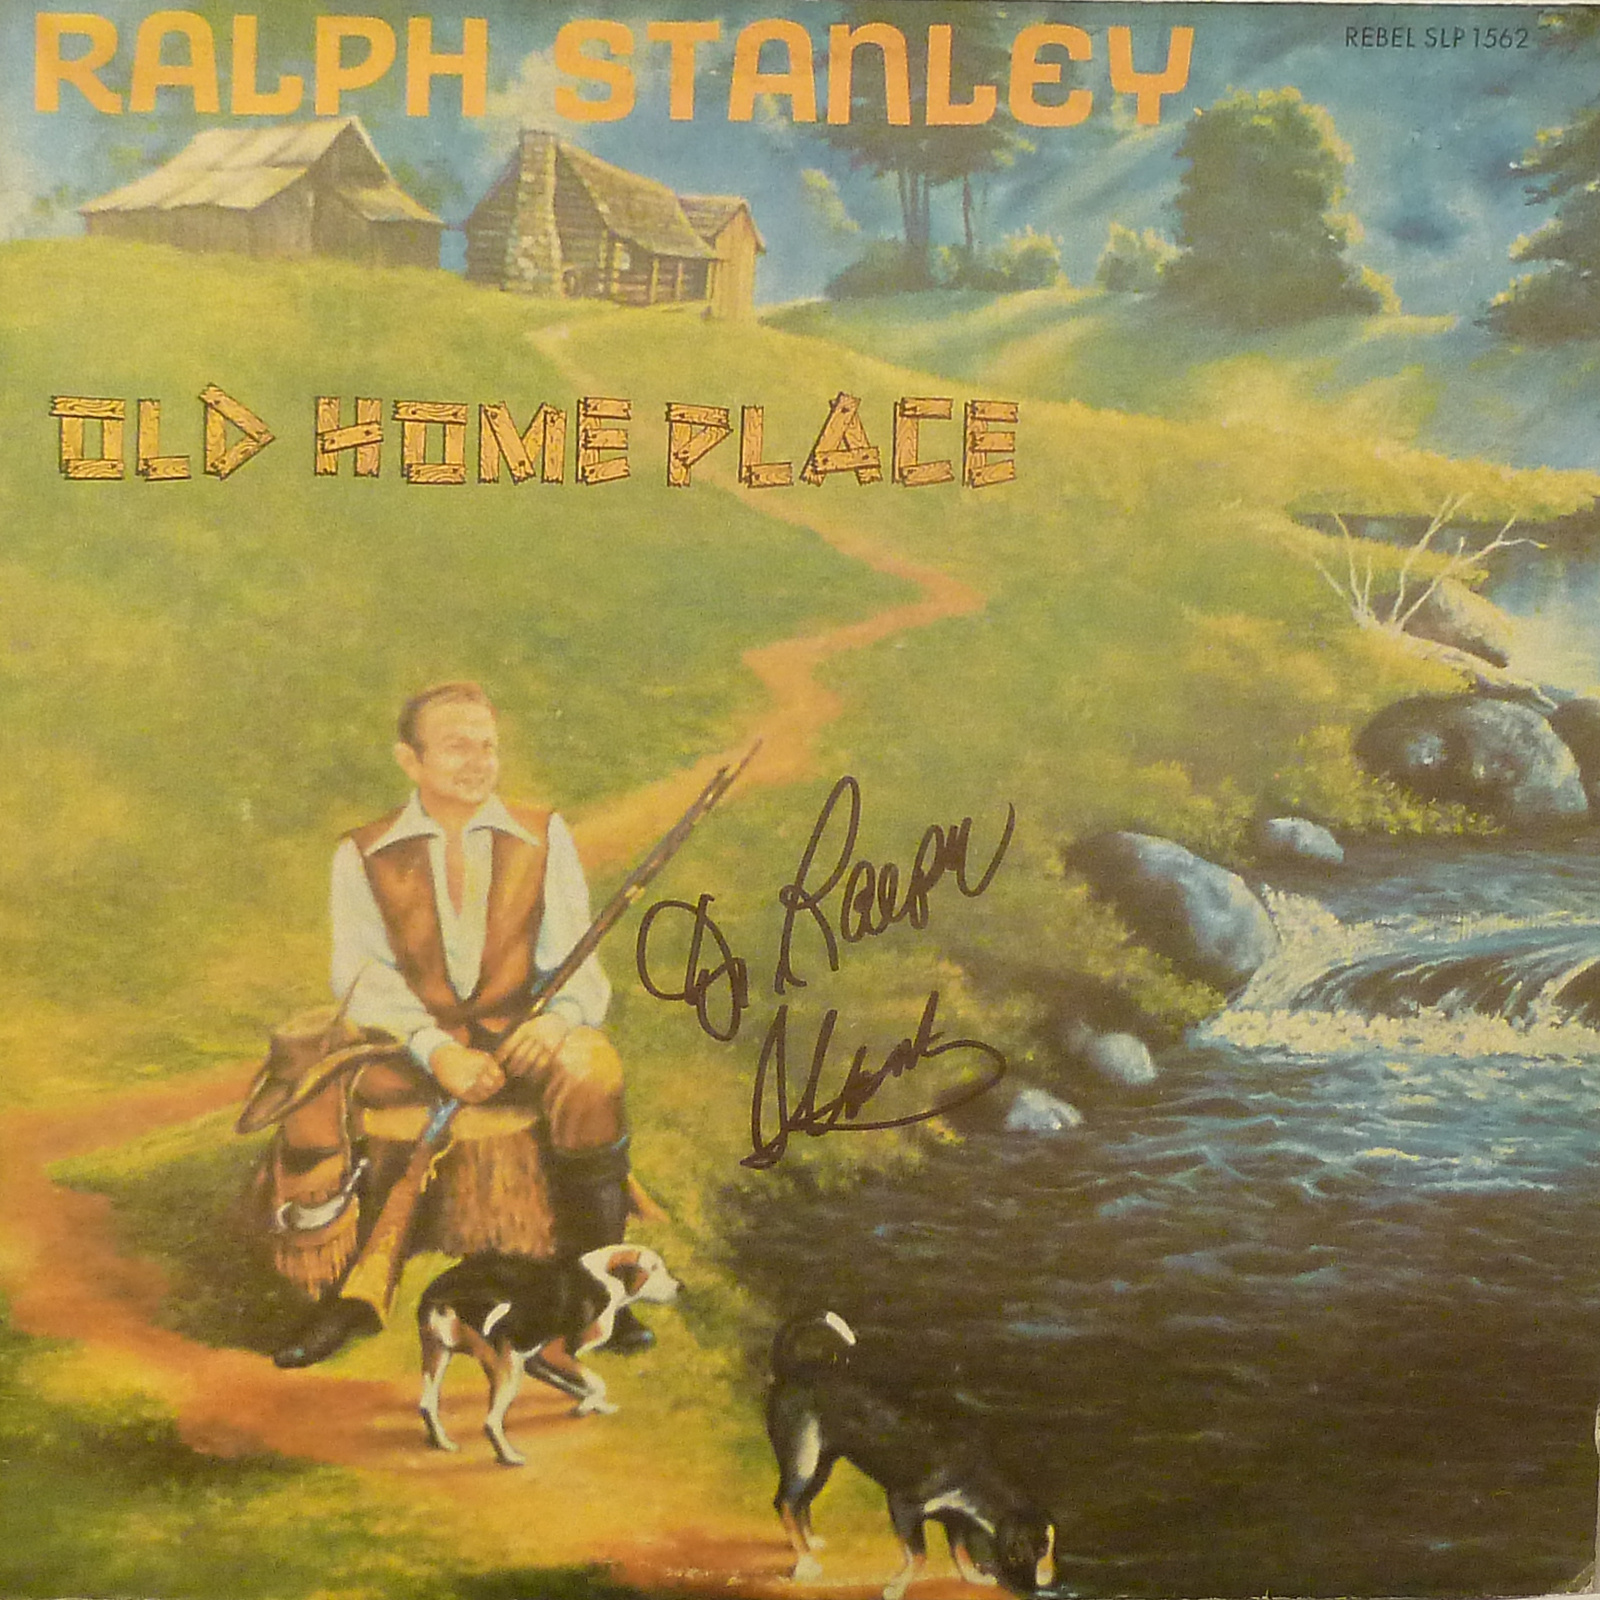 RALPH STANLEY
REBEL SLP 1562
OLD HOME PLACE
Dr Ralph
Stanley